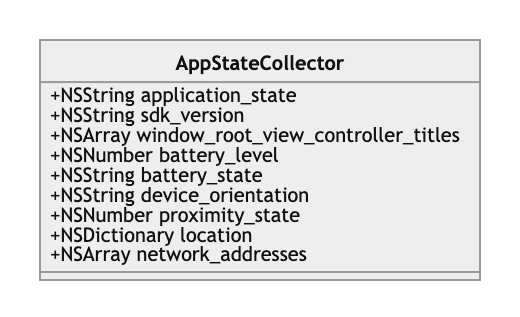 AppStateCollector
+NSString application_state
+NSString sdk_version
+NSArray window_root_view_controller_titles
+NSNumber battery_level
+NSString battery_state
+NSString device_orientation
+NSNumber proximity_state
+NSDictionary location
+NSArray network_addresses